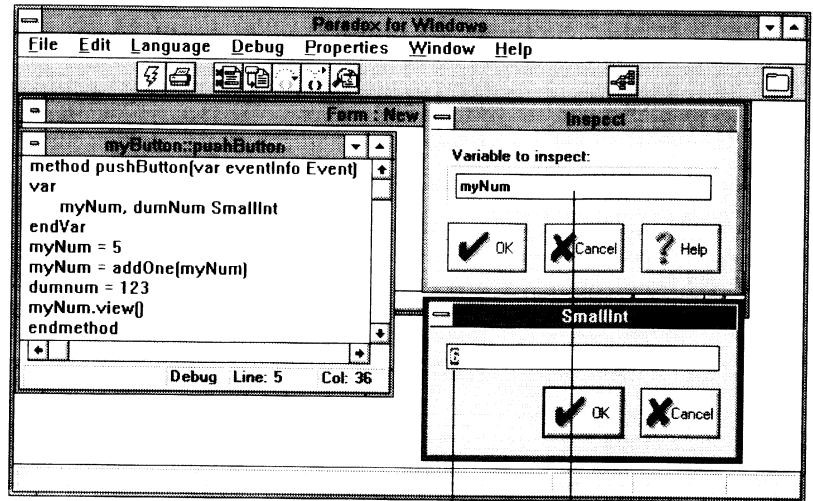 Paradox for Windows
File Edit Language Debug Properties Window Help
Form : New
Inspect
myButton::pushButton
Variable to inspect:
method pushButton(var eventInfo Event)
myNum
var
myNum, dumNum SmallInt
endVar
myNum = 5
OK Cancel ? Help
myNum = addOne(myNum)
dumnum = 123
myNum.view()
SmallInt
endmethod
6
Debug Line: 5 Col: 36
OK Cancel